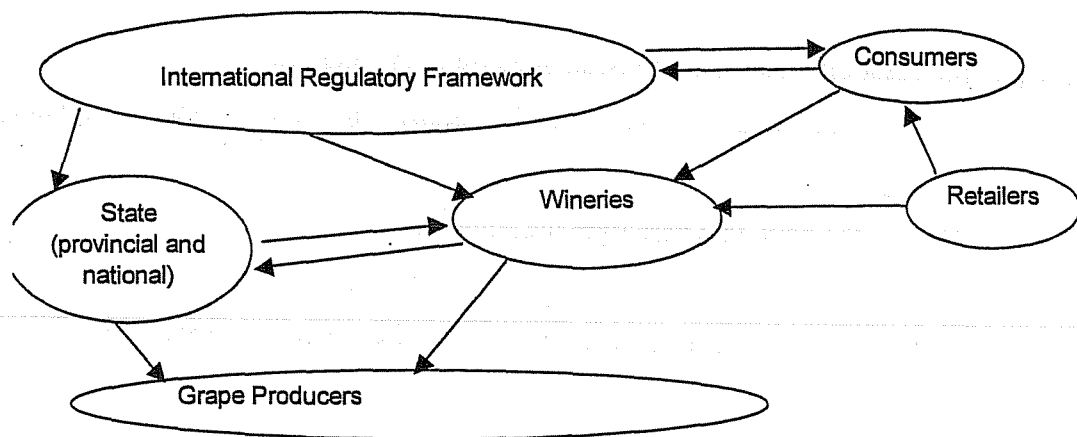 International Regulatory Framework
Consumers
State
(provincial and
national)
Wineries
Retailers
Grape Producers